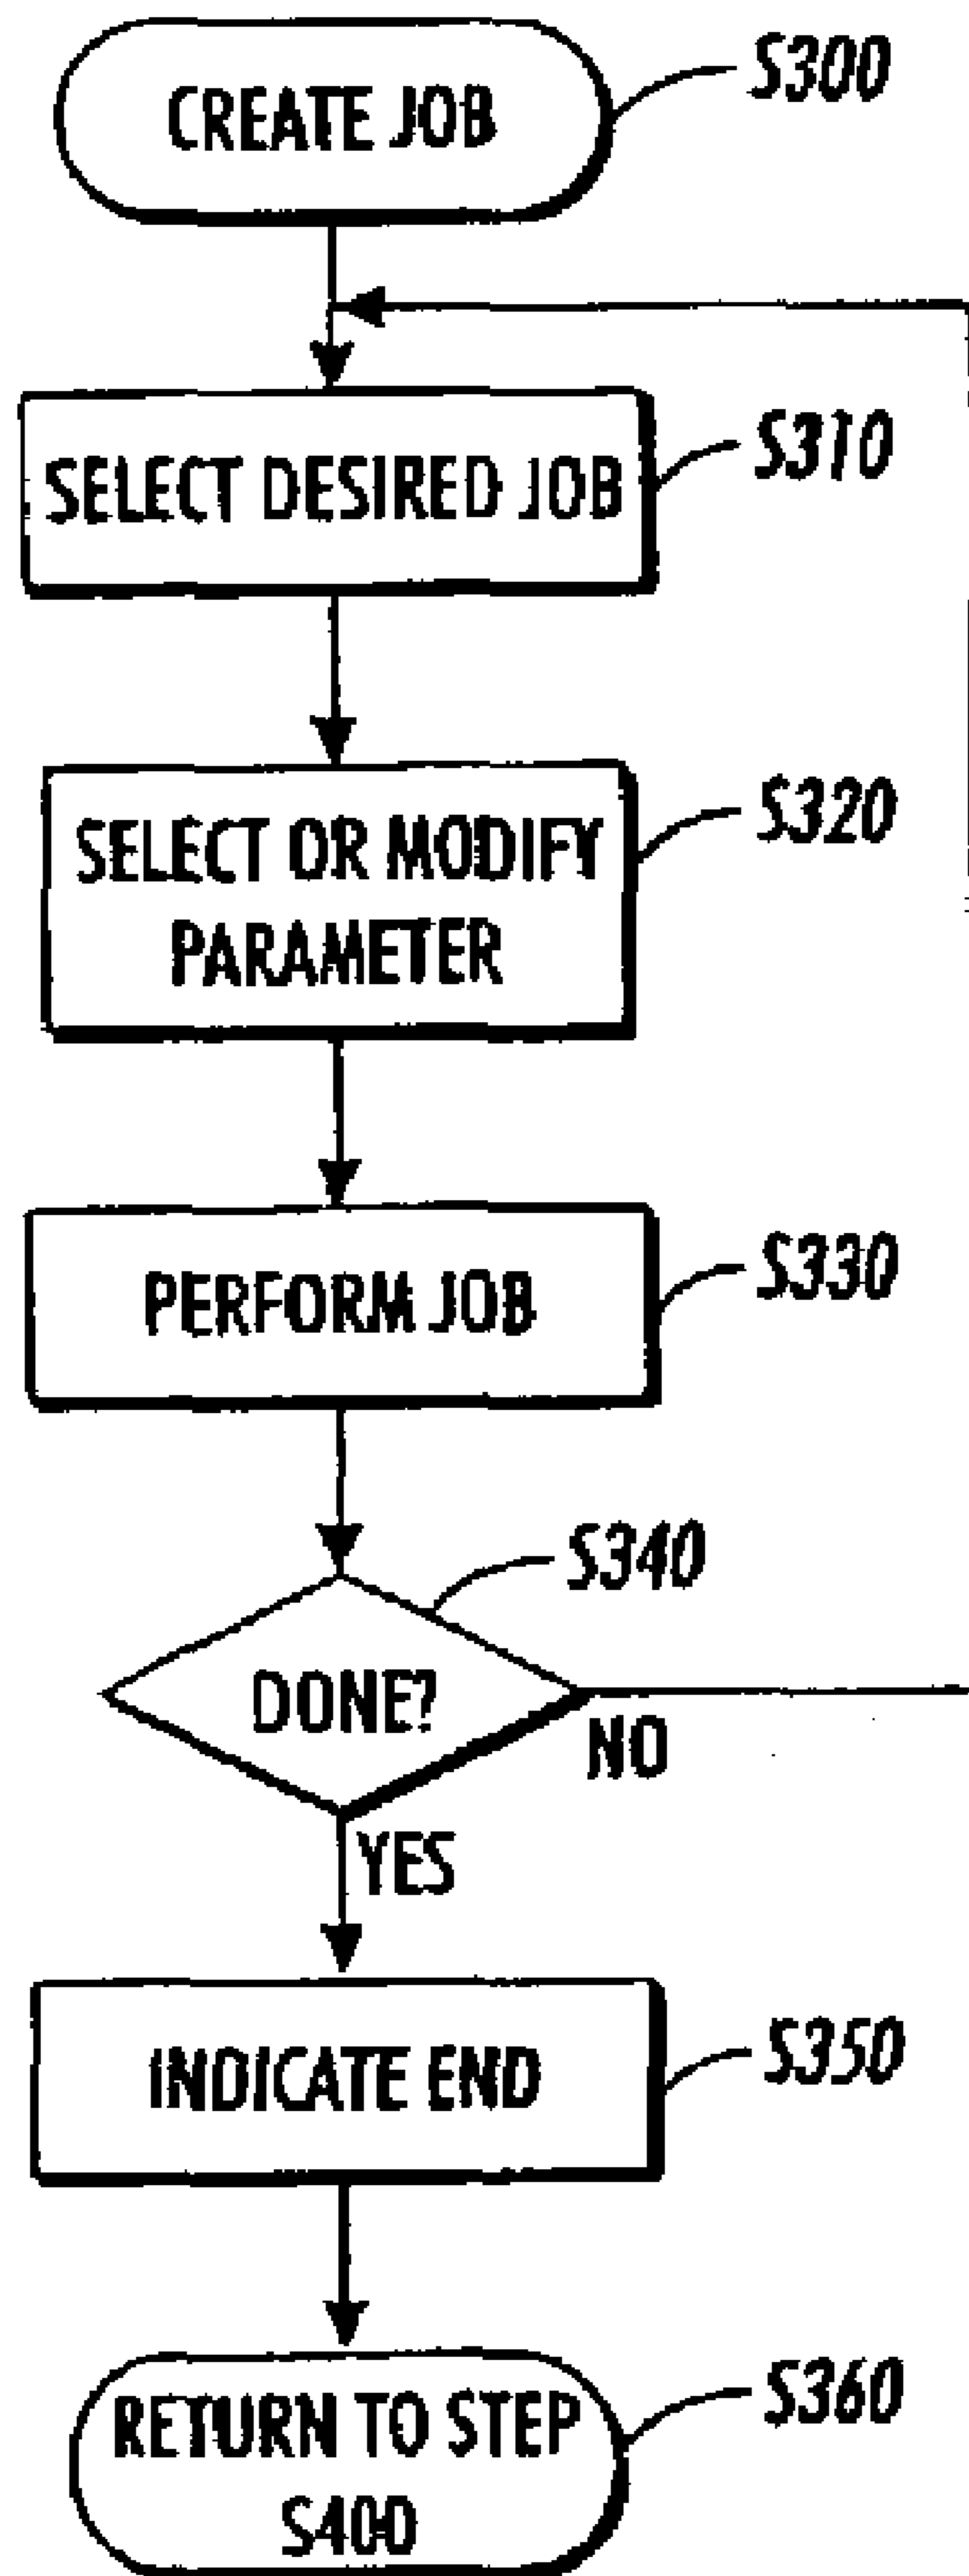 CREATE JOB
S300
SELECT DESIRED JOB
S310
SELECT OR MODIFY
PARAMETER
S320
PERFORM JOB
S330
S340
DONE?
NO
YES
INDICATE END
S350
RETURN TO STEP
S400
S360